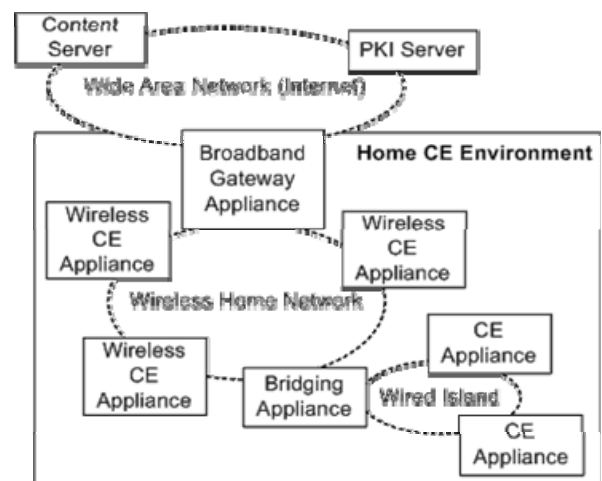 Content
Server
PKI Server
Wide Area Network (Internet)
Broadband
Gateway
Appliance
Home CE Environment
Wireless
CE
Appliance
Wireless
CE
Appliance
Wireless Home Network
Wireless
CE
Appliance
Bridging
Appliance
CE
Appliance
Wired Island
CE
Appliance